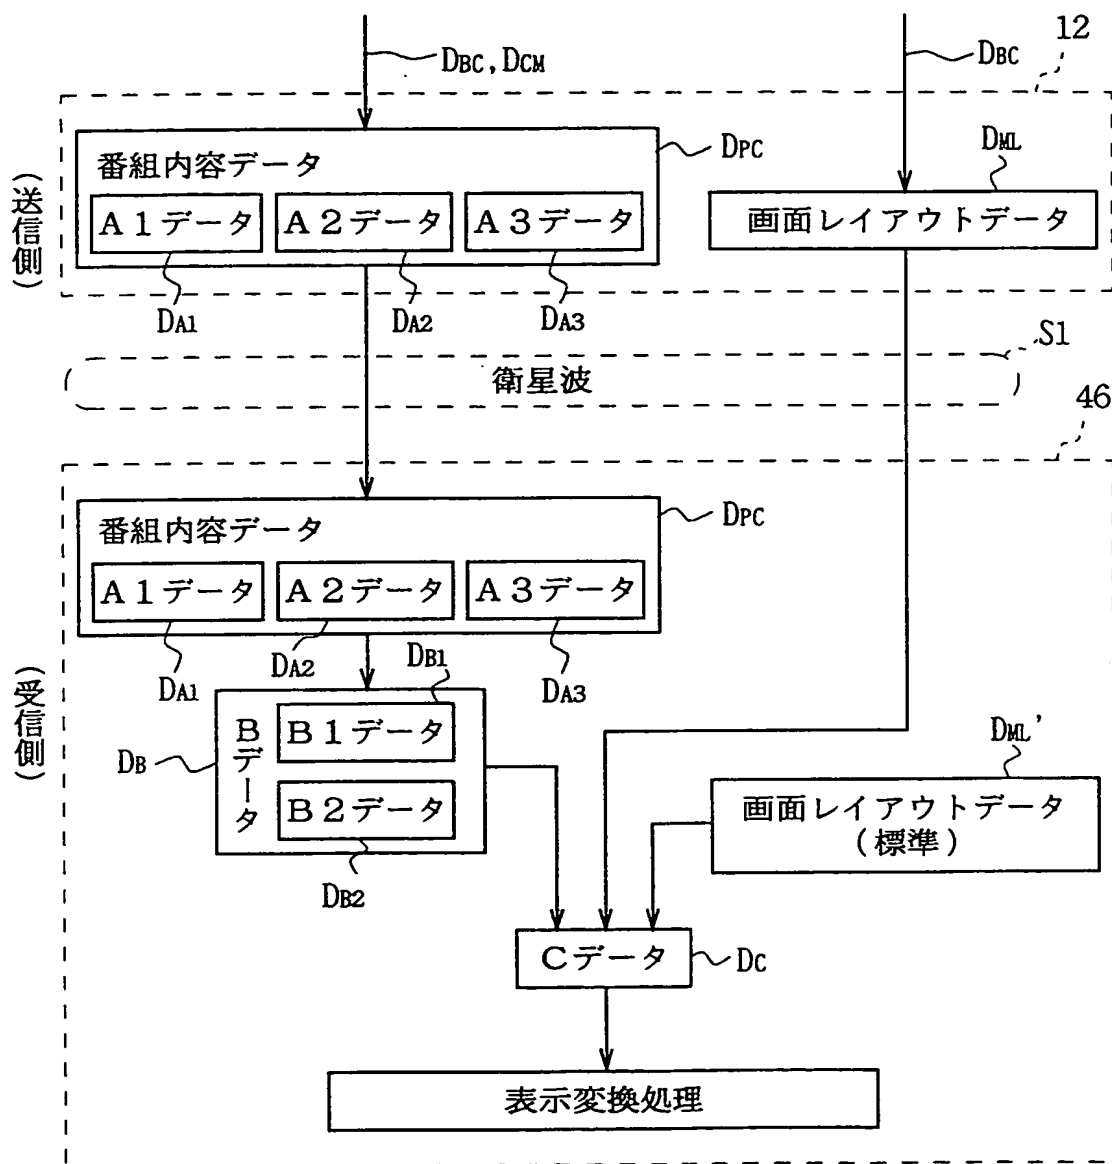 12
DBC, DCM
DBC
(送信側)
番組内容データ
DPC
A1データ
A2データ
A3データ
DML
画面レイアウトデータ
DA1
DA2
DA3
S1
衛星波
46
(受信側)
番組内容データ
DPC
A1データ
A2データ
A3データ
DA1
DA2
DB1
DA3
DB
Bデータ
B1データ
B2データ
DB2
DML'
画面レイアウトデータ
(標準)
Cデータ
DC
表示変換処理